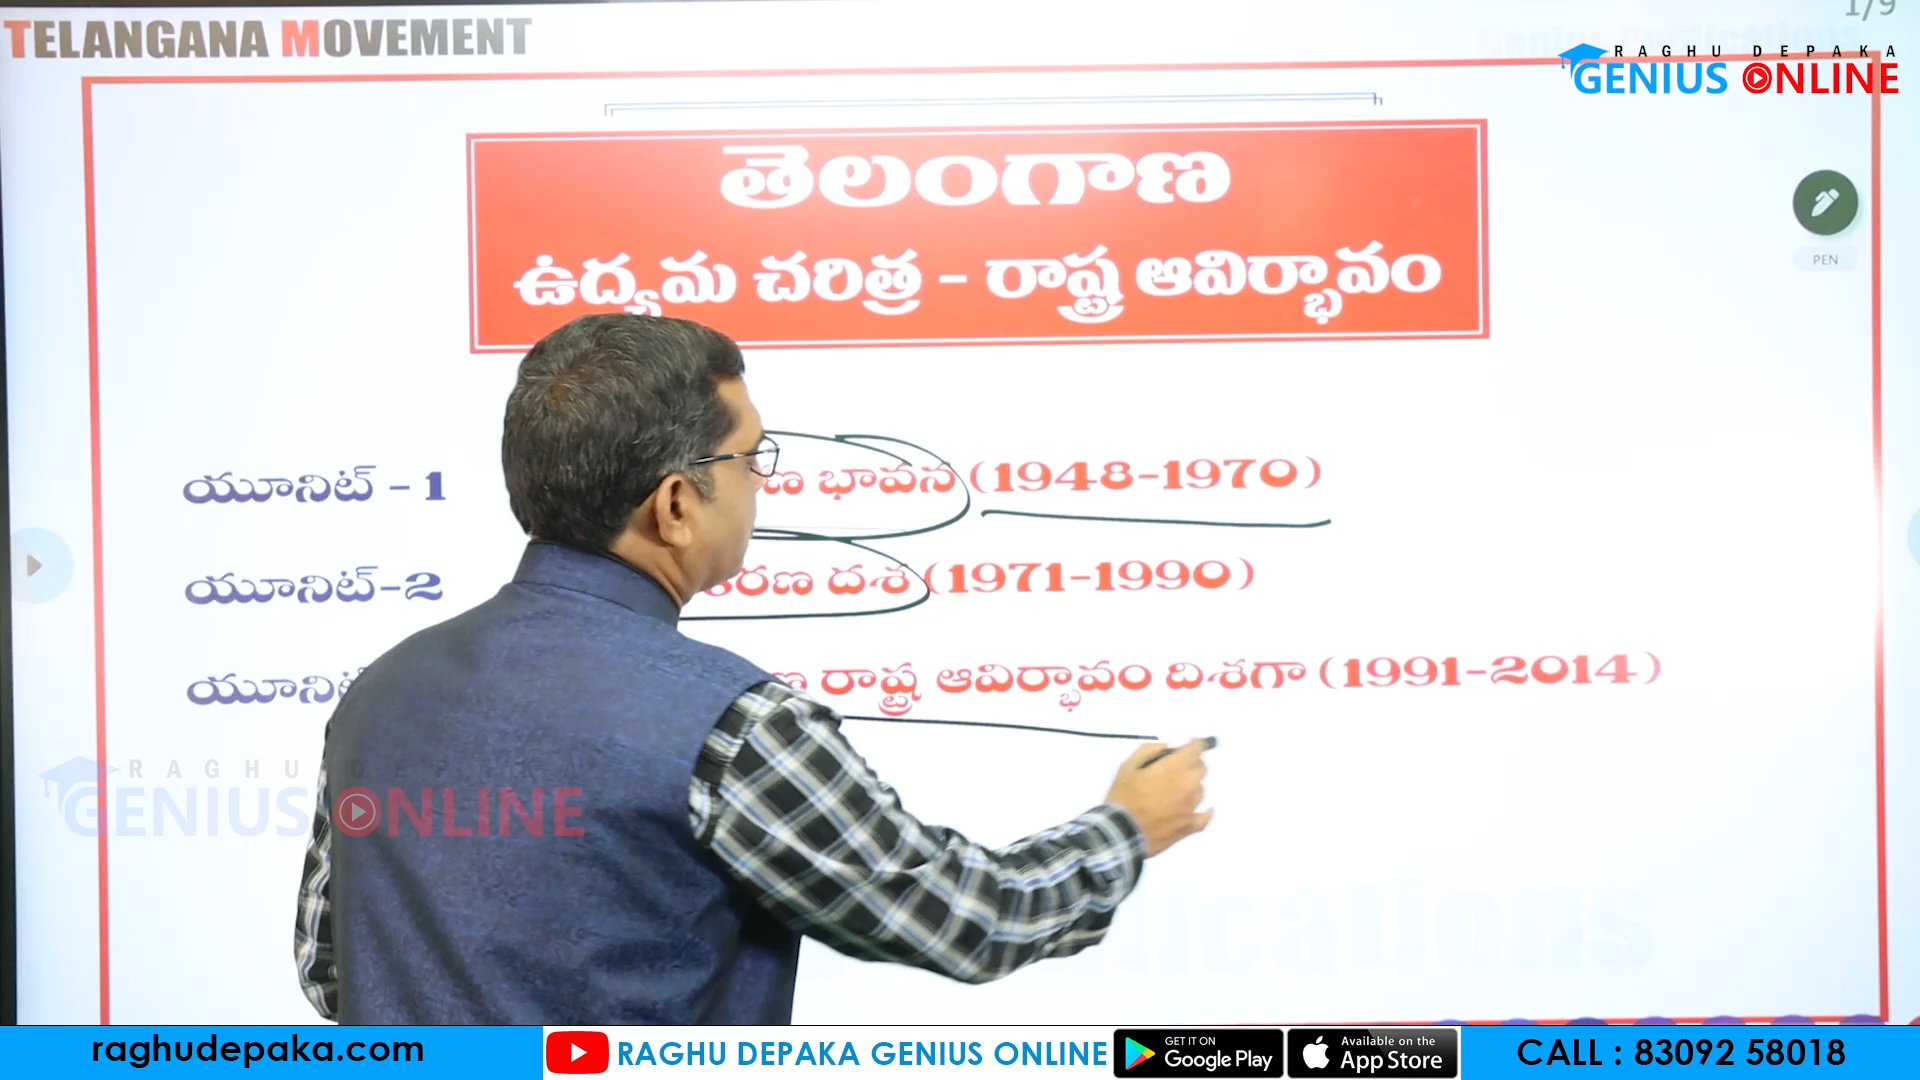 TELANGANA MOVEMENT
1/9
RAGHU DEPAKA
GENIUS ONLINE
తెలంగాణ
ఉద్యమ చరిత్ర - రాష్ట్ర ఆవిర్భావం
PEN
యూనిట్ - 1 భావన (1948-1970)
యూనిట్-2 దశ (1971-1990)
రాష్ట్ర ఆవిర్భావం దిశగా (1991-2014)
RAGHU DEPAKA
GENIUS ONLINE
raghudepaka.com
RAGHU DEPAKA GENIUS ONLINE
GET IT ON
Google Play
Available on the
App Store
CALL : 83092 58018